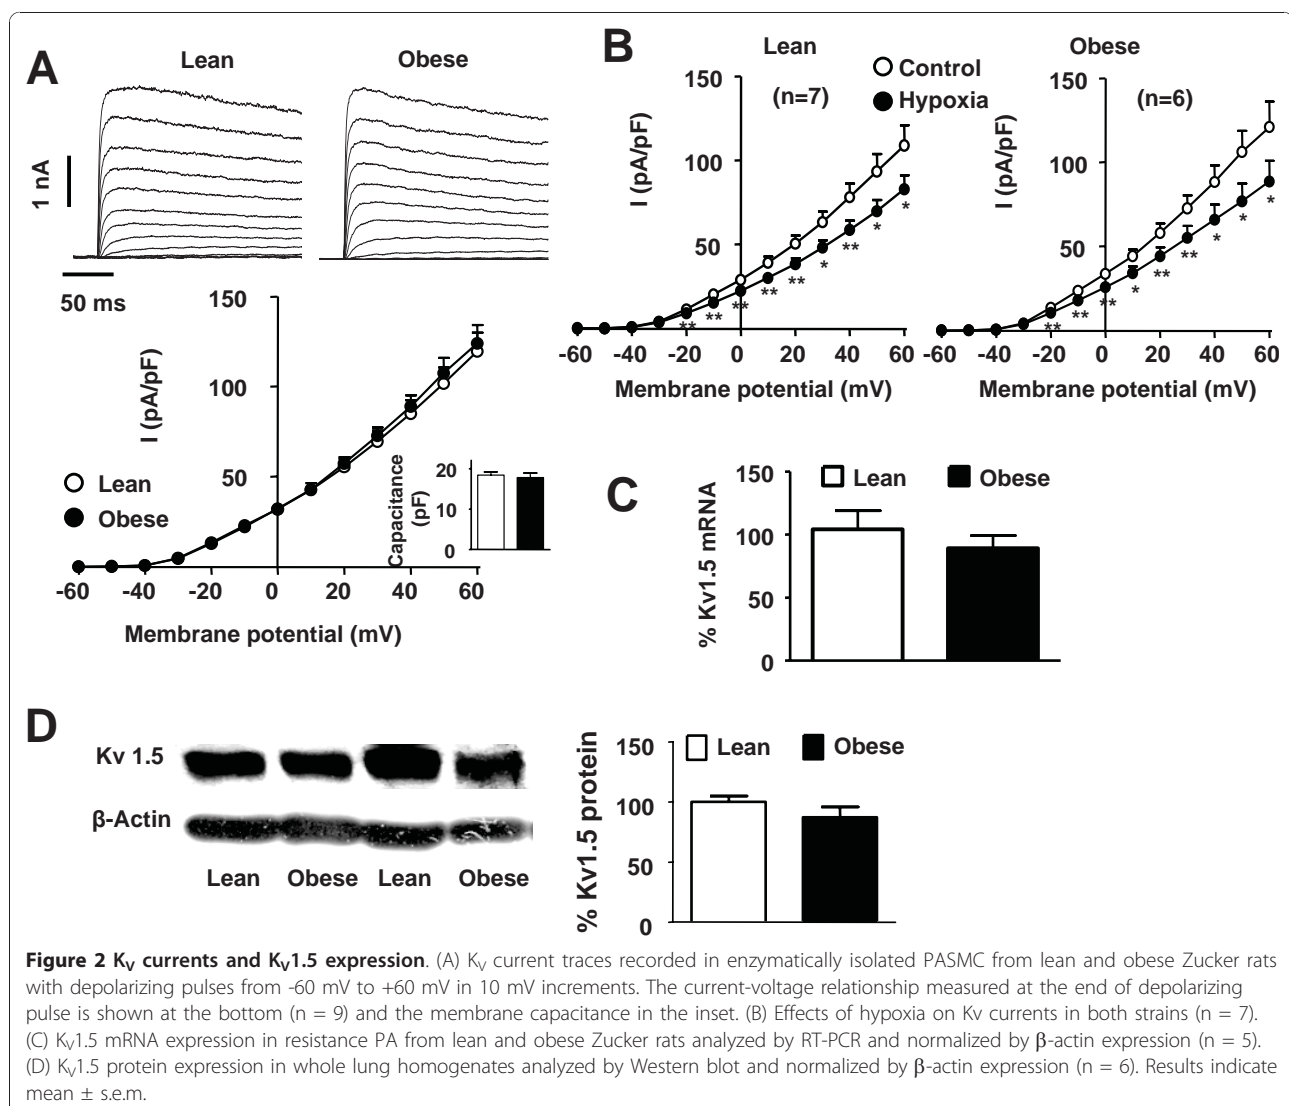 A
Lean
Obese
1 nA
50 ms
150
100
50
I (pA/pF)
Lean
Obese
-60
-40
-20
0
20
40
60
Membrane potential (mV)
Capacitance
(pF)
20
10
0
B
Lean
Obese
Control
Hypoxia
(n=7)
150
100
50
I (pA/pF)
** ** ** ** ** * ** * *
-60
-40
-20
0
20
40
60
Membrane potential (mV)
(n=6)
150
100
50
I (pA/pF)
** ** ** * ** ** * * *
-60
-40
-20
0
20
40
60
Membrane potential (mV)
C
Lean
Obese
% Kv1.5 mRNA
150
100
50
0
D
Kv 1.5
β-Actin
Lean Obese Lean Obese
Lean
Obese
% Kv1.5 protein
150
100
50
0
Figure 2 KV currents and KV1.5 expression. (A) KV current traces recorded in enzymatically isolated PASMC from lean and obese Zucker rats
with depolarizing pulses from -60 mV to +60 mV in 10 mV increments. The current-voltage relationship measured at the end of depolarizing
pulse is shown at the bottom (n = 9) and the membrane capacitance in the inset. (B) Effects of hypoxia on Kv currents in both strains (n = 7).
(C) KV1.5 mRNA expression in resistance PA from lean and obese Zucker rats analyzed by RT-PCR and normalized by β-actin expression (n = 5).
(D) KV1.5 protein expression in whole lung homogenates analyzed by Western blot and normalized by β-actin expression (n = 6). Results indicate
mean ± s.e.m.